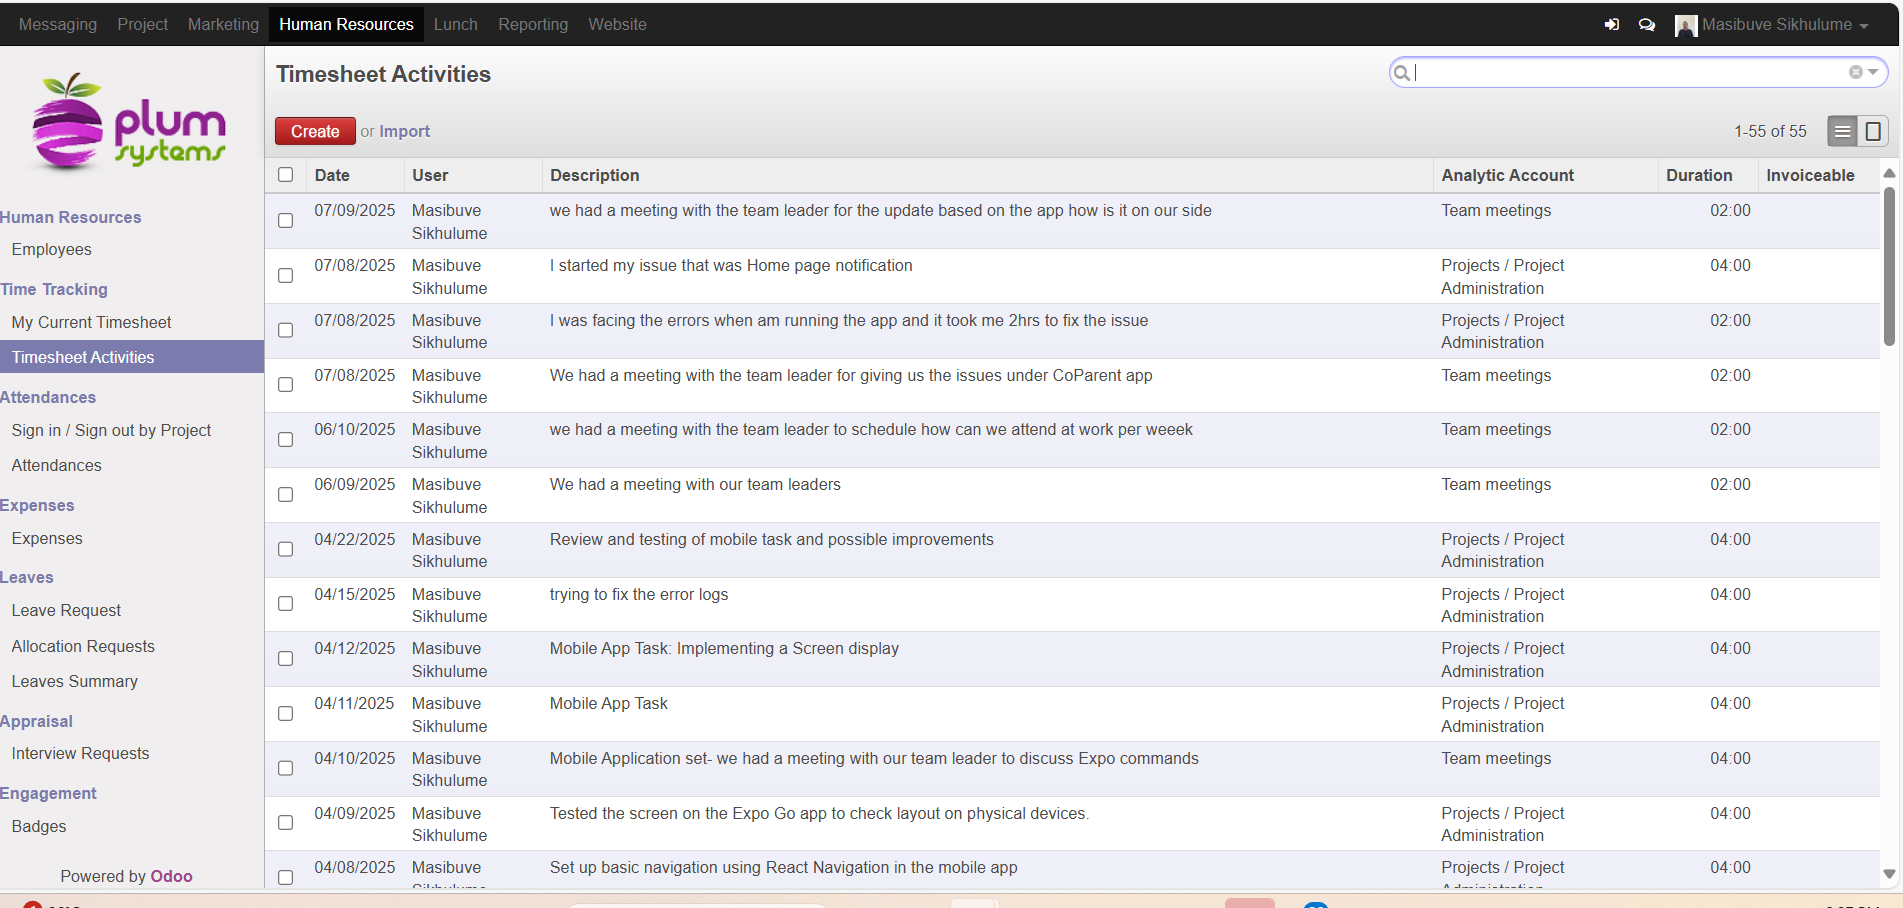 Messaging Project Marketing Human Resources Lunch Reporting Website Masibuve Sikhulume
plum
systems
Human Resources
Employees
Time Tracking
My Current Timesheet
Timesheet Activities
Attendances
Sign in / Sign out by Project
Attendances
Expenses
Expenses
Leaves
Leave Request
Allocation Requests
Leaves Summary
Appraisal
Interview Requests
Engagement
Badges
Powered by Odoo
Timesheet Activities
Create or Import 1-55 of 55
Date User Description Analytic Account Duration Invoiceable
07/09/2025 Masibuve we had a meeting with the team leader for the update based on the app how is it on our side Team meetings 02:00
Sikhulume
07/08/2025 Masibuve I started my issue that was Home page notification Projects / Project 04:00
Sikhulume Administration
07/08/2025 Masibuve I was facing the errors when am running the app and it took me 2hrs to fix the issue Projects / Project 02:00
Sikhulume Administration
07/08/2025 Masibuve We had a meeting with the team leader for giving us the issues under CoParent app Team meetings 02:00
Sikhulume
06/10/2025 Masibuve we had a meeting with the team leader to schedule how can we attend at work per weeek Team meetings 02:00
Sikhulume
06/09/2025 Masibuve We had a meeting with our team leaders Team meetings 02:00
Sikhulume
04/22/2025 Masibuve Review and testing of mobile task and possible improvements Projects / Project 04:00
Sikhulume Administration
04/15/2025 Masibuve trying to fix the error logs Projects / Project 04:00
Sikhulume Administration
04/12/2025 Masibuve Mobile App Task: Implementing a Screen display Projects / Project 04:00
Sikhulume Administration
04/11/2025 Masibuve Mobile App Task Projects / Project 04:00
Sikhulume Administration
04/10/2025 Masibuve Mobile Application set- we had a meeting with our team leader to discuss Expo commands Team meetings 04:00
Sikhulume
04/09/2025 Masibuve Tested the screen on the Expo Go app to check layout on physical devices. Projects / Project 04:00
Sikhulume Administration
04/08/2025 Masibuve Set up basic navigation using React Navigation in the mobile app Projects / Project 04:00